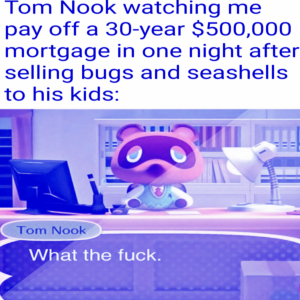 Tom Nook watching me
pay off a 30-year $500,000
mortgage in one night after
selling bugs and seashells
to his kids:
Tom Nook
What the fuck.